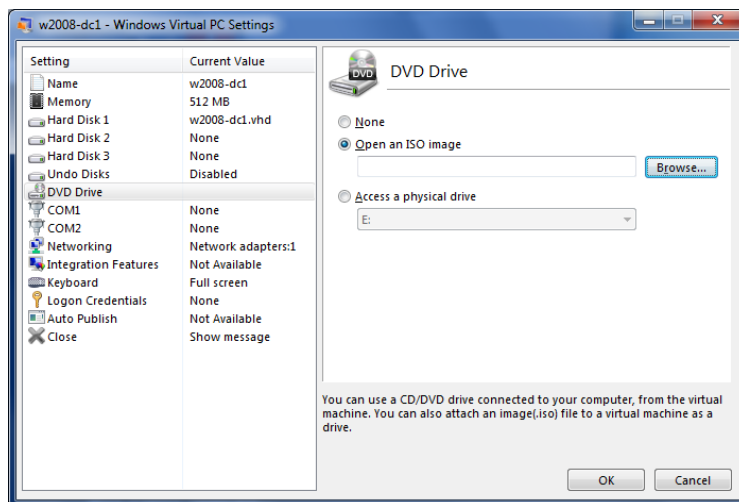 w2008-dc1 - Windows Virtual PC Settings
Setting Current Value
Name w2008-dc1
Memory 512 MB
Hard Disk 1 w2008-dc1.vhd
Hard Disk 2 None
Hard Disk 3 None
Undo Disks Disabled
DVD Drive
COM1 None
COM2 None
Networking Network adapters:1
Integration Features Not Available
Keyboard Full screen
Logon Credentials None
Auto Publish Not Available
Close Show message
DVD
DVD Drive
None
Open an ISO image
Browse...
Access a physical drive
E:
You can use a CD/DVD drive connected to your computer, from the virtual
machine. You can also attach an image(.iso) file to a virtual machine as a
drive.
OK Cancel